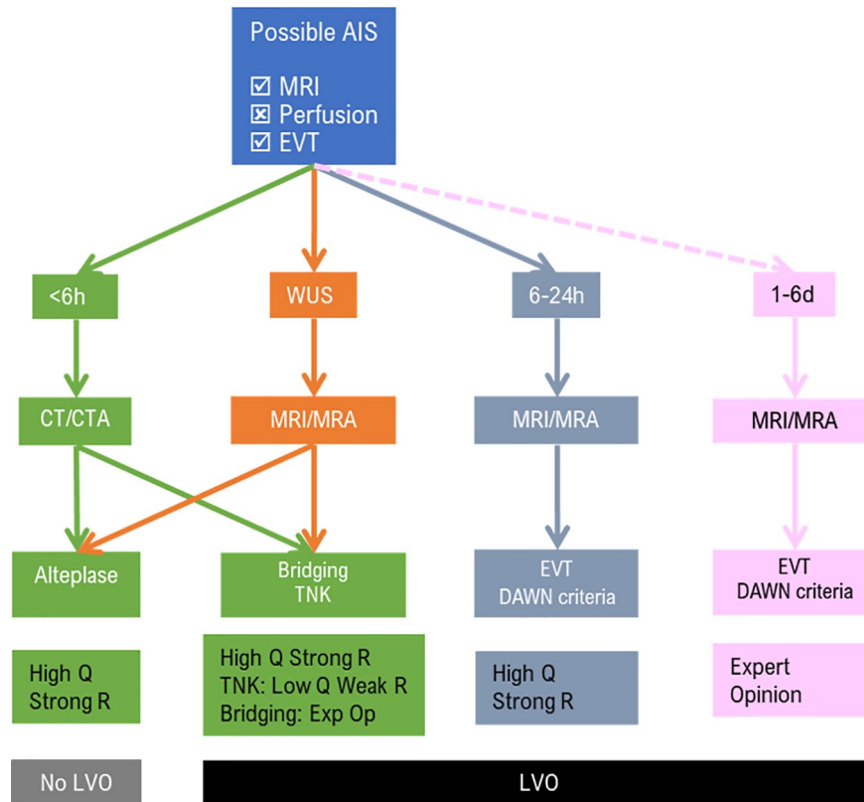 Possible AIS
☑ MRI
☒ Perfusion
☑ EVT
<6h
WUS
6-24h
1-6d
CT/CTA
MRI/MRA
MRI/MRA
MRI/MRA
Alteplase
Bridging
TNK
EVT
DAWN criteria
EVT
DAWN criteria
High Q
Strong R
High Q Strong R
TNK: Low Q Weak R
Bridging: Exp Op
High Q
Strong R
Expert
Opinion
No LVO
LVO